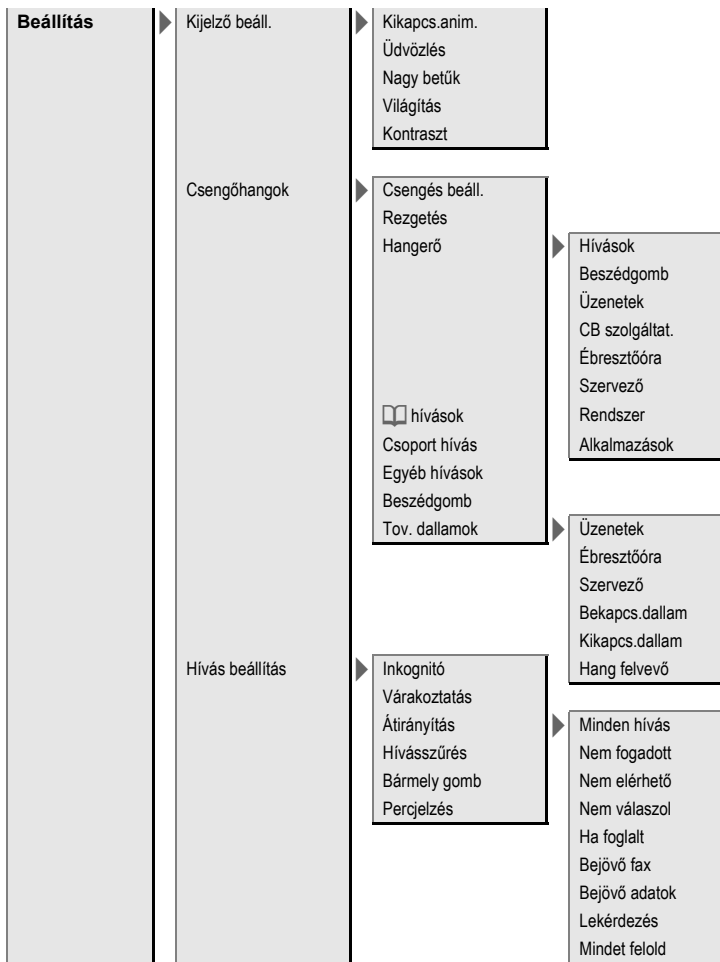 Beállítás
Kijelző beáll.
Kikapcs.anim.
Üdvözlés
Nagy betűk
Világítás
Kontraszt
Csengőhangok
Csengés beáll.
Rezgetés
Hangerő
Hívások
Beszédgomb
Üzenetek
CB szolgáltat.
Ébresztőóra
Szervező
Rendszer
Alkalmazások
hívások
Csoport hívás
Egyéb hívások
Beszédgomb
Tov. dallamok
Üzenetek
Ébresztőóra
Szervező
Bekapcs.dallam
Kikapcs.dallam
Hang felvevő
Hívás beállítás
Inkognitó
Várakoztatás
Átirányítás
Minden hívás
Nem fogadott
Nem elérhető
Nem válaszol
Ha foglalt
Bejövő fax
Bejövő adatok
Lekérdezés
Mindet felold
Hívásszűrés
Bármely gomb
Percjelzés